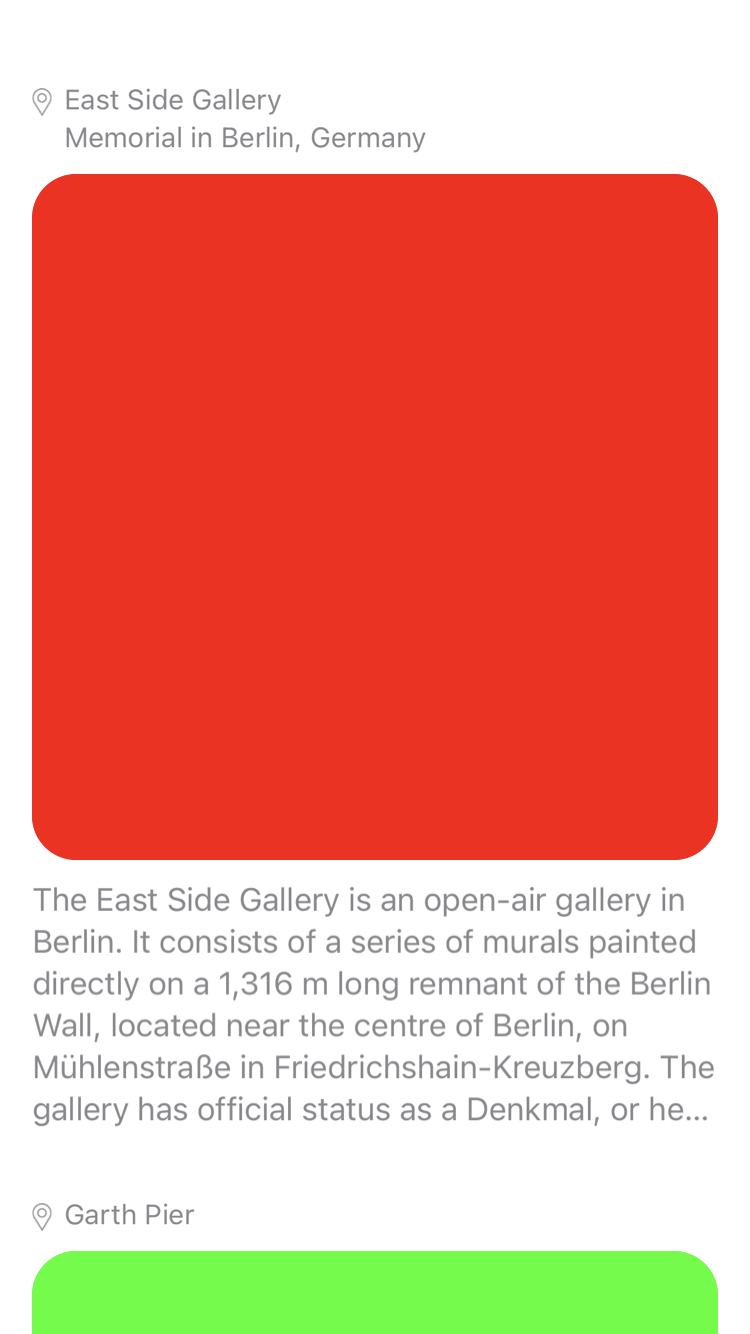 East Side Gallery
Memorial in Berlin, Germany
The East Side Gallery is an open-air gallery in
Berlin. It consists of a series of murals painted
directly on a 1,316 m long remnant of the Berlin
Wall, located near the centre of Berlin, on
Mühlenstraße in Friedrichshain-Kreuzberg. The
gallery has official status as a Denkmal, or he...
Garth Pier